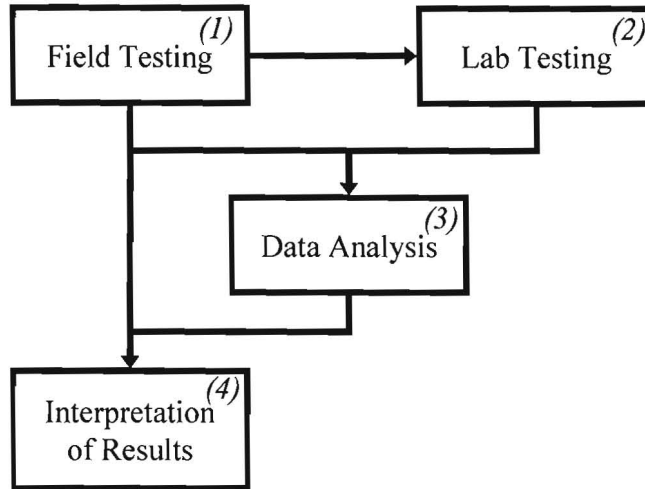 (1)
Field Testing
(2)
Lab Testing
(3)
Data Analysis
(4)
Interpretation
of Results